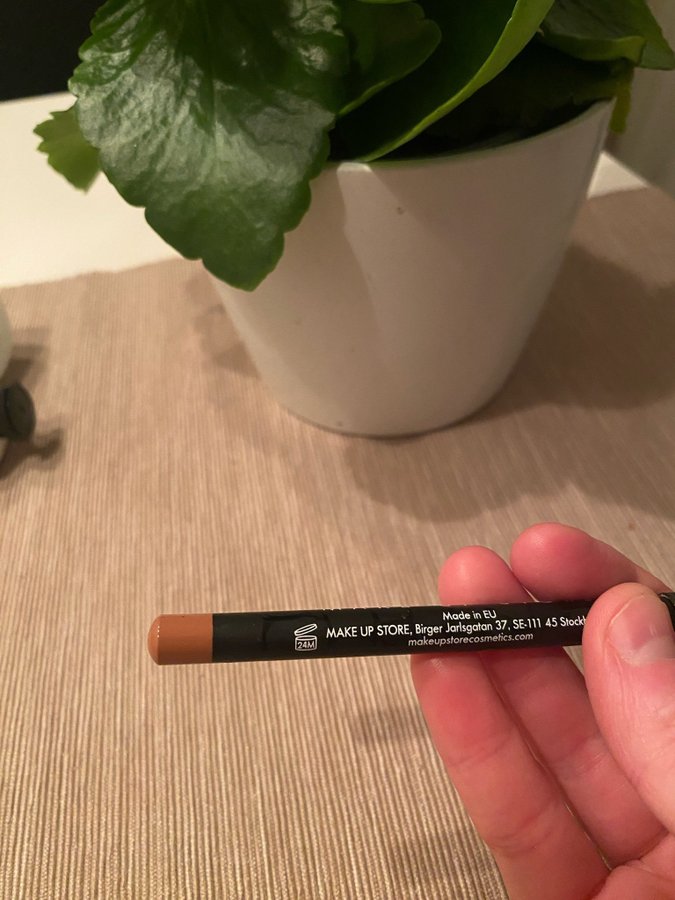 Made in EU
24M
MAKE UP STORE, Birger Jarlsgatan 37, SE-111 45
makeupstorecosmetics.com